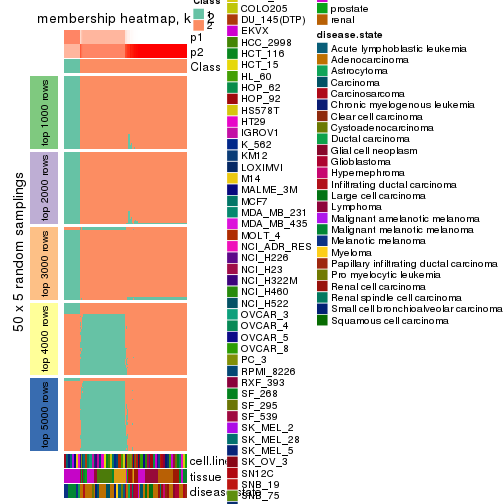 membership heatmap, k = 2
p1
p2
Class
50 x 5 random samplings
top 1000 rows
top 2000 rows
top 3000 rows
top 4000 rows
top 5000 rows
cell.line
tissue
disease.state
Class
1
2
COLO205
DU_145(DTP)
EKVX
HCC_2998
HCT_116
HCT_15
HL_60
HOP_62
HOP_92
HS578T
HT29
IGROV1
K_562
KM12
LOXIMVI
M14
MALME_3M
MCF7
MDA_MB_231
MDA_MB_435
MOLT_4
NCI_ADR_RES
NCI_H226
NCI_H23
NCI_H322M
NCI_H460
NCI_H522
OVCAR_3
OVCAR_4
OVCAR_5
OVCAR_8
PC_3
RPMI_8226
RXF_393
SF_268
SF_295
SF_539
SK_MEL_2
SK_MEL_28
SK_MEL_5
SK_OV_3
SN12C
SNB_19
SNB_75
prostate
renal
disease.state
Acute lymphoblastic leukemia
Adenocarcinoma
Astrocytoma
Carcinoma
Carcinosarcoma
Chronic myelogenous leukemia
Clear cell carcinoma
Cystoadenocarcinoma
Ductal carcinoma
Glial cell neoplasm
Glioblastoma
Hypernephroma
Infiltrating ductal carcinoma
Large cell carcinoma
Lymphoma
Malignant amelanotic melanoma
Malignant melanotic melanoma
Melanotic melanoma
Myeloma
Papillary infiltrating ductal carcinoma
Pro myelocytic leukemia
Renal cell carcinoma
Renal spindle cell carcinoma
Small cell bronchioalveolar carcinoma
Squamous cell carcinoma